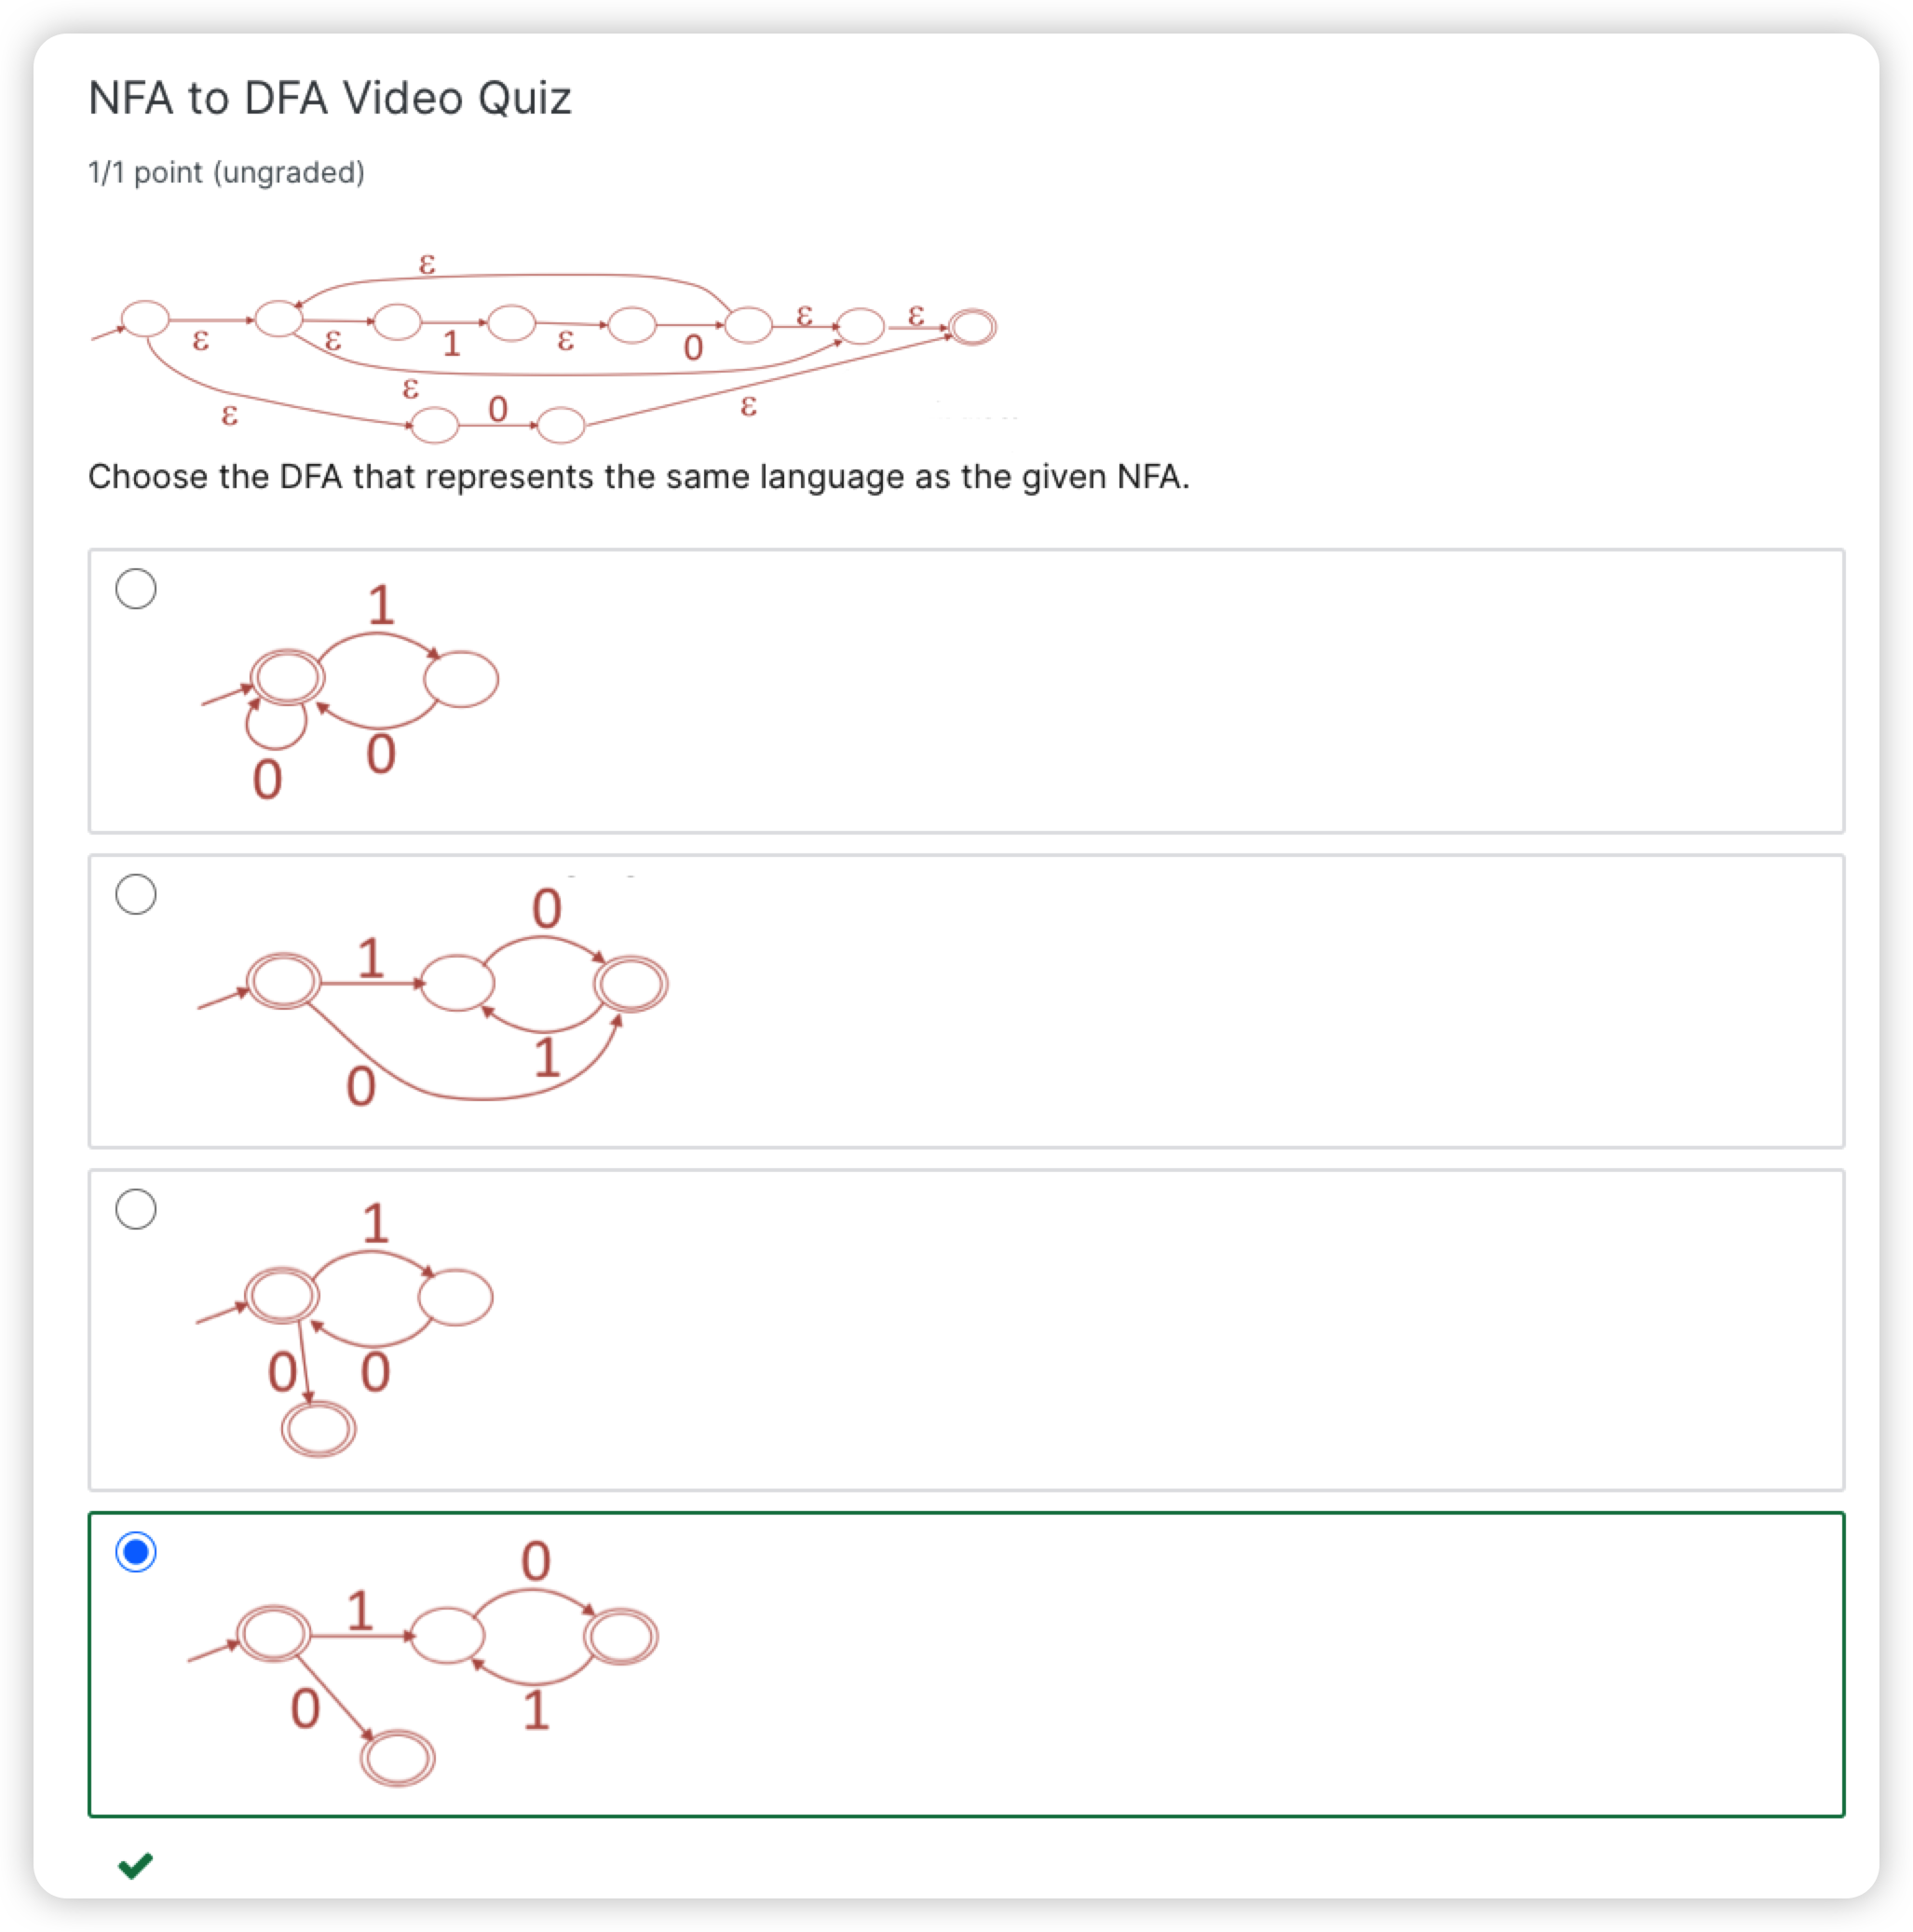 NFA to DFA Video Quiz
1/1 point (ungraded)
ε
ε ε 1 ε 0 ε ε
ε ε 0 ε
Choose the DFA that represents the same language as the given NFA.
1
0
0
0
1
1
0
1
0 0
0
1
0 1